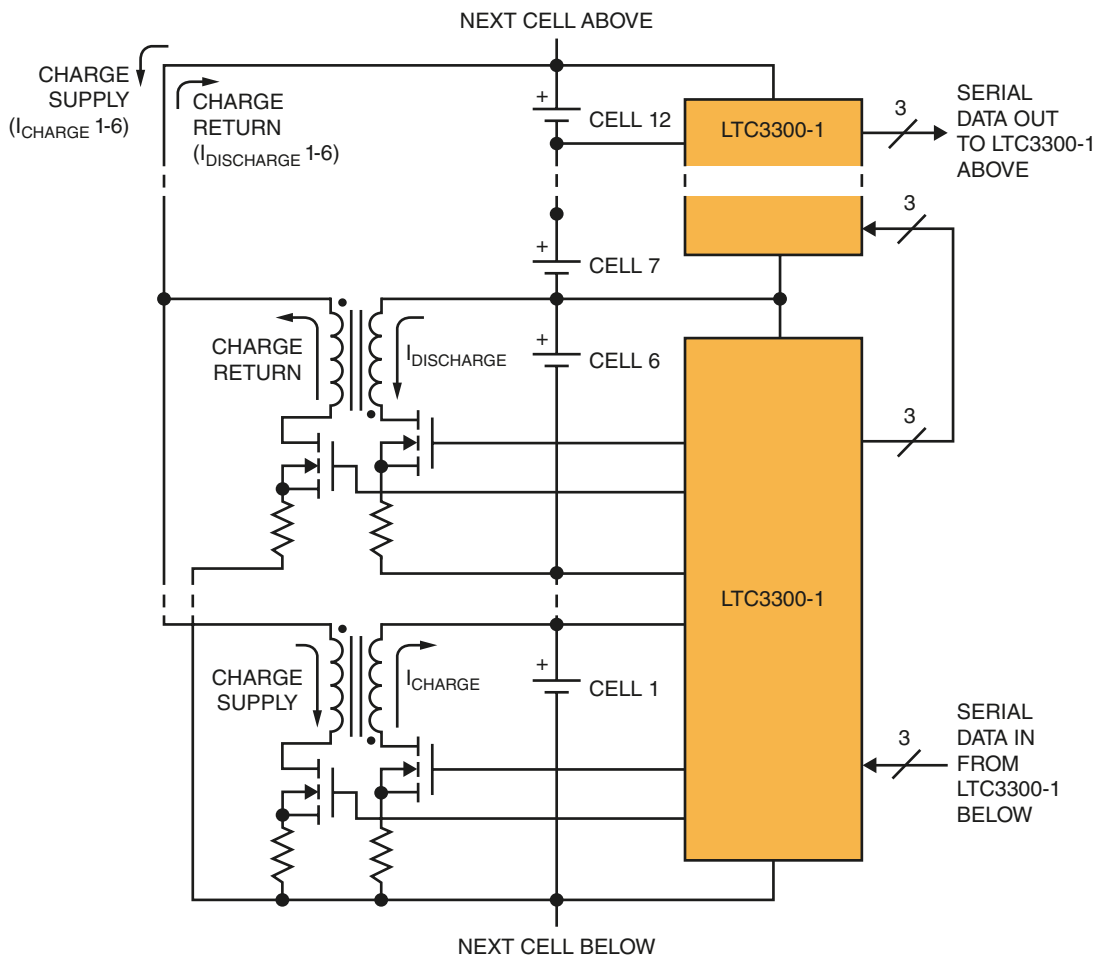 NEXT CELL ABOVE
CHARGE
SUPPLY
(ICHARGE 1-6)
CHARGE
RETURN
(IDISCHARGE 1-6)
+
CELL 12
LTC3300-1
3
SERIAL
DATA OUT
TO LTC3300-1
ABOVE
3
+
CELL 7
CHARGE
RETURN
IDISCHARGE
+
CELL 6
3
LTC3300-1
CHARGE
SUPPLY
ICHARGE
+
CELL 1
3
SERIAL
DATA IN
FROM
LTC3300-1
BELOW
NEXT CELL BELOW